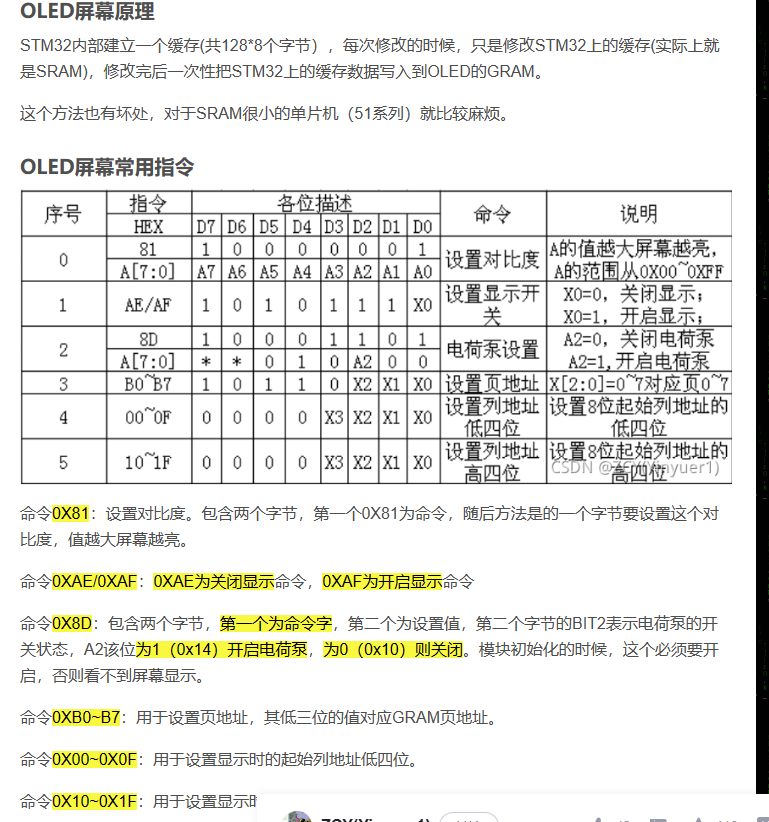 OLED屏幕原理
STM32内部建立一个缓存(共128*8个字节），每次修改的时候，只是修改STM32上的缓存(实际上就
是SRAM)，修改完后一次性把STM32上的缓存数据写入到OLED的GRAM。
这个方法也有坏处，对于SRAM很小的单片机（51系列）就比较麻烦。
OLED屏幕常用指令
序号 指令 各位描述 命令 说明
HEX D7 D6 D5 D4 D3 D2 D1 D0
0 81 1 0 0 0 0 0 0 1 设置对比度 A的值越大屏幕越亮，
A[7:0] A7 A6 A5 A4 A3 A2 A1 A0 A的范围从0X00~0XFF
1 AE/AF 1 0 1 0 1 1 1 X0 设置显示开 X0=0，关闭显示；
关 X0=1，开启显示；
2 8D 1 0 0 0 1 1 0 1 电荷泵设置 A2=0，关闭电荷泵
A[7:0] * * 0 1 0 A2 0 0 A2=1,开启电荷泵
3 B0~B7 1 0 1 1 0 X2 X1 X0 设置页地址 X[2:0]=0~7对应页0~7
4 00~0F 0 0 0 0 X3 X2 X1 X0 设置列地址 设置8位起始列地址的
低四位 低四位
5 10~1F 0 0 0 0 X3 X2 X1 X0 设置列地址 设置8位起始列地址的
高四位 高四位
CSDN @ZCY(Xinyuer1)
命令0X81：设置对比度。包含两个字节，第一个0X81为命令，随后方法是的一个字节要设置这个对
比度，值越大屏幕越亮。
命令0XAE/0XAF：0XAE为关闭显示命令，0XAF为开启显示命令
命令0X8D：包含两个字节，第一个为命令字，第二个为设置值，第二个字节的BIT2表示电荷泵的开
关状态，A2该位为1（0x14）开启电荷泵，为0（0x10）则关闭。模块初始化的时候，这个必须要开
启，否则看不到屏幕显示。
命令0XB0~B7：用于设置页地址，其低三位的值对应GRAM页地址。
命令0X00~0X0F：用于设置显示时的起始列地址低四位。
命令0X10~0X1F：用于设置显示